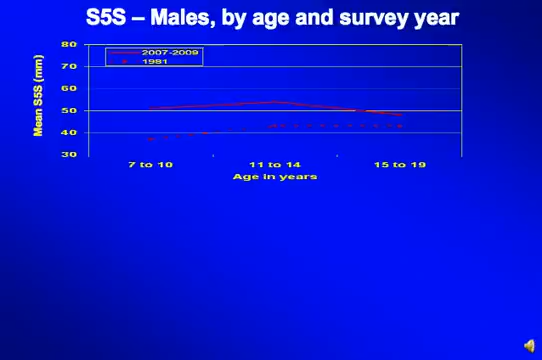 S5S – Males, by age and survey year
80
70
60
50
40
30
Mean S5S (mm)
2007-2009
1981
7 to 10
11 to 14
15 to 19
Age in years